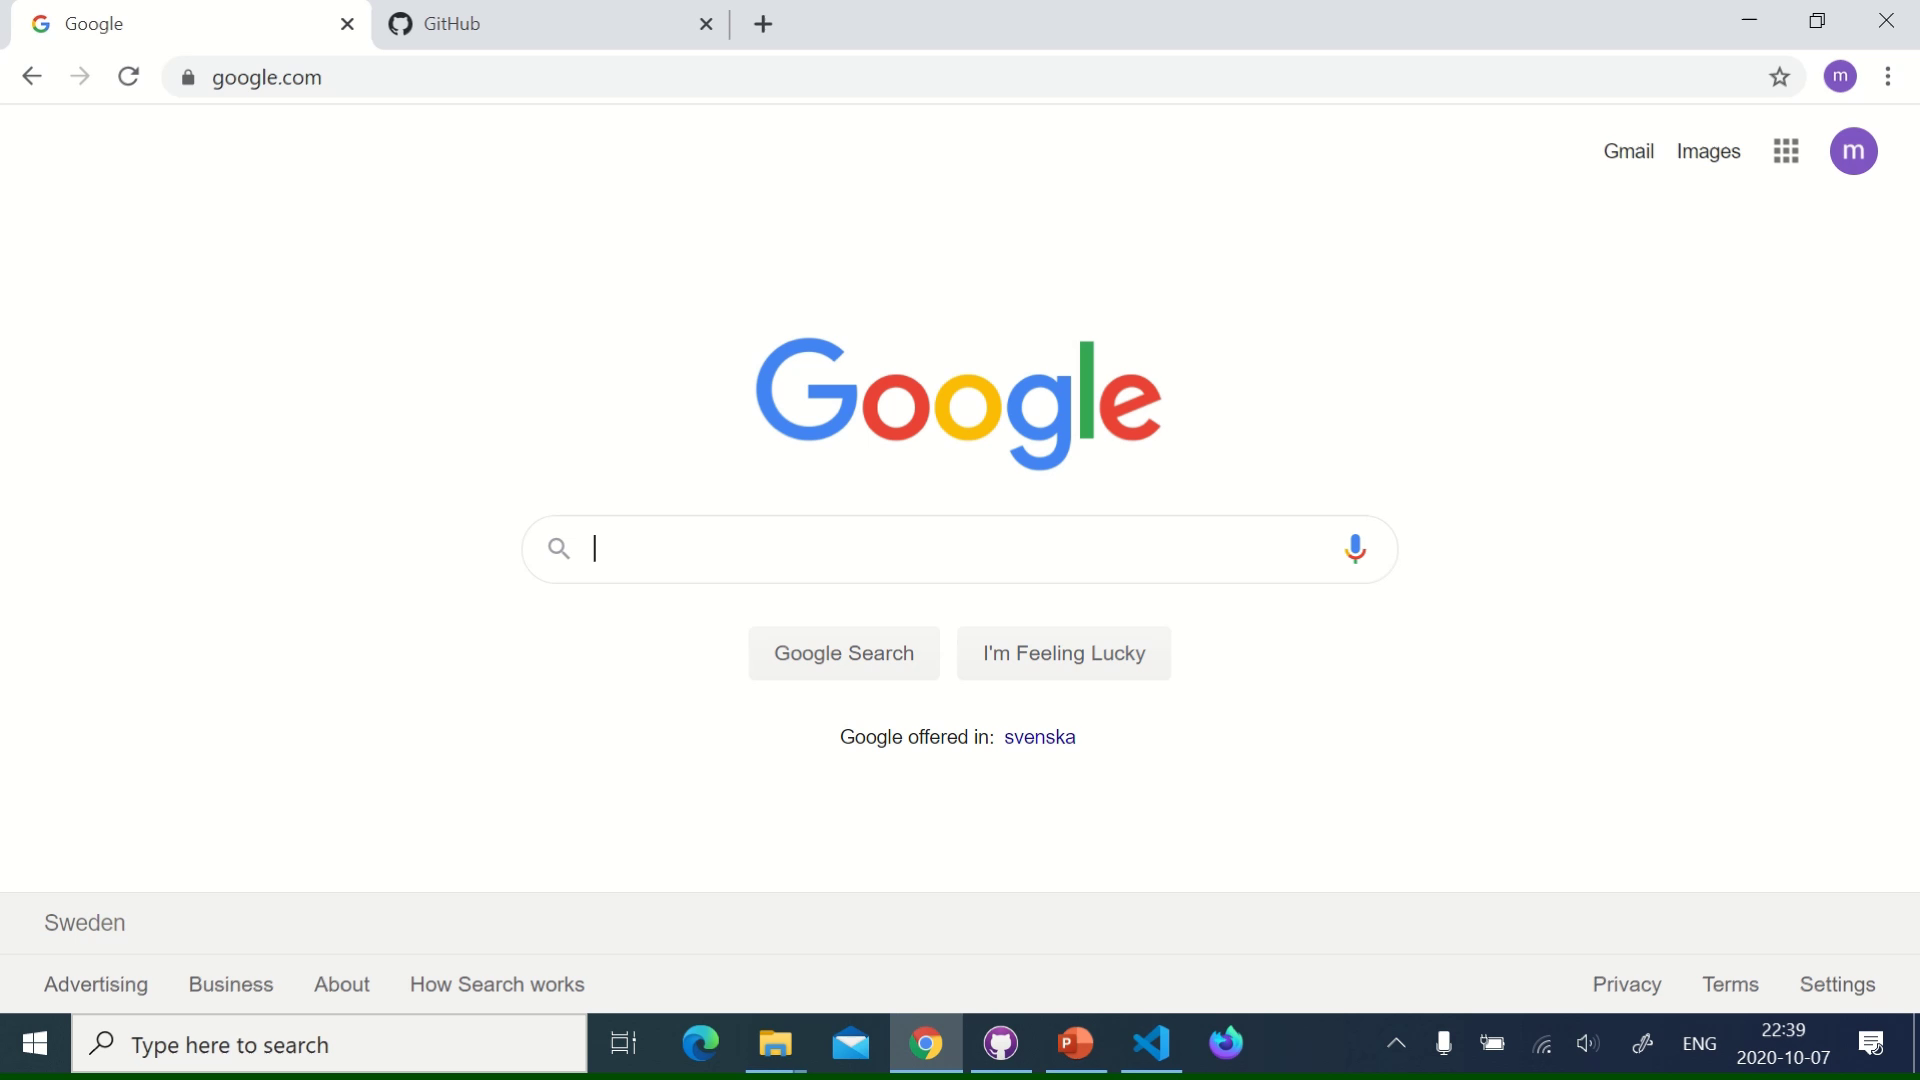 Google
GitHub
google.com
m
Gmail Images
m
Google
Google Search
I'm Feeling Lucky
Google offered in: svenska
Sweden
Advertising Business About How Search works
Privacy Terms Settings
Type here to search
P
ENG
22:39
2020-10-07